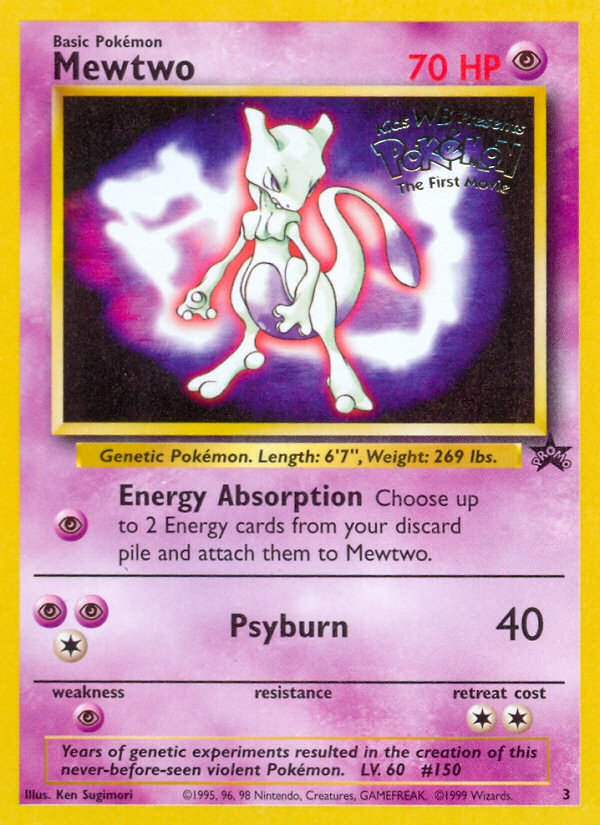 Basic Pokémon
Mewtwo
70 HP
Kids WB Presents
POKéMON
The First Movie
Genetic Pokémon. Length: 6'7", Weight: 269 lbs.
PROMO
Energy Absorption Choose up
to 2 Energy cards from your discard
pile and attach them to Mewtwo.
Psyburn 40
weakness resistance retreat cost
Years of genetic experiments resulted in the creation of this
never-before-seen violent Pokémon. LV. 60 #150
Illus. Ken Sugimori ©1995, 96, 98 Nintendo, Creatures, GAMEFREAK. ©1999 Wizards. 3